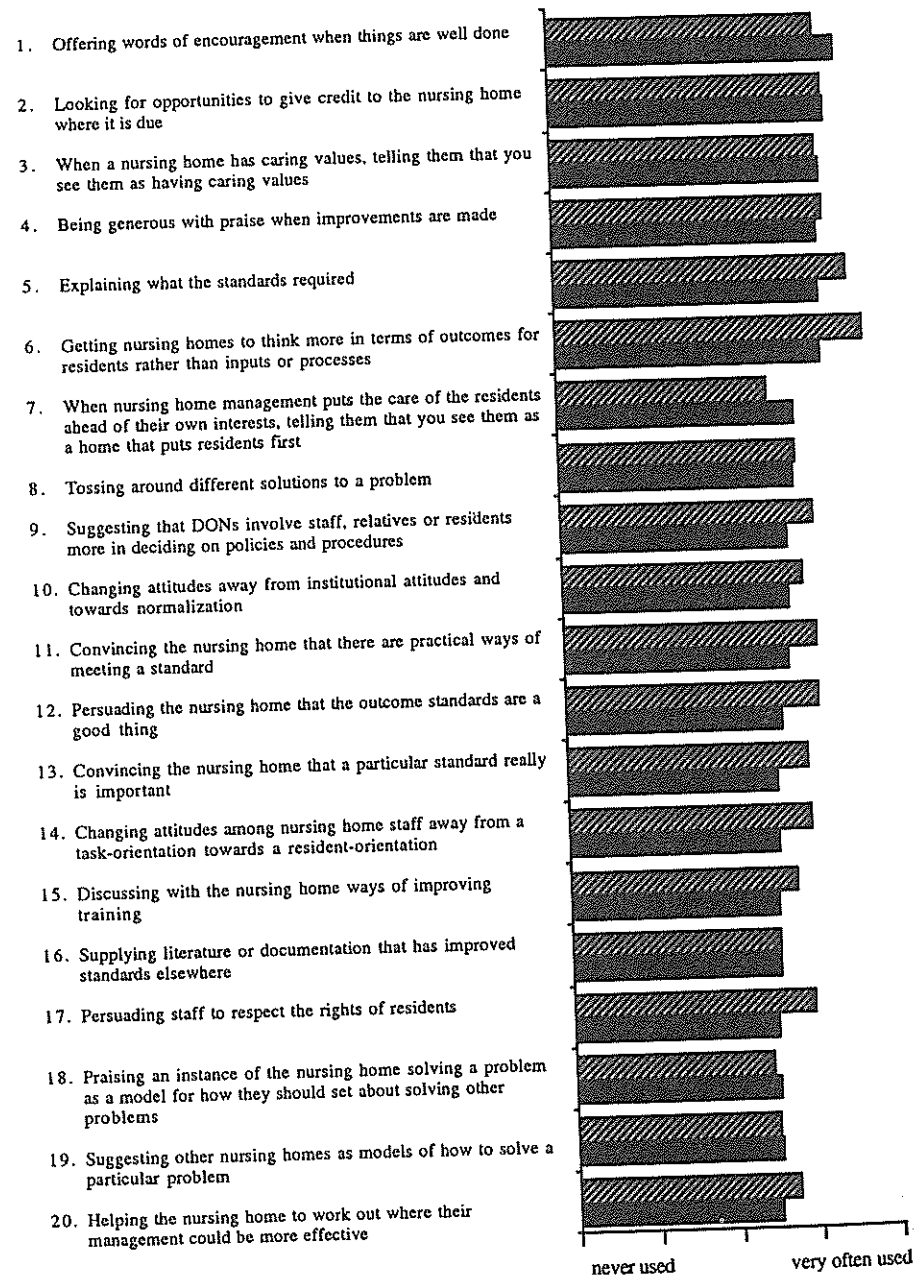 1. Offering words of encouragement when things are well done
2. Looking for opportunities to give credit to the nursing home
where it is due
3. When a nursing home has caring values, telling them that you
see them as having caring values
4. Being generous with praise when improvements are made
5. Explaining what the standards required
6. Getting nursing homes to think more in terms of outcomes for
residents rather than inputs or processes
7. When nursing home management puts the care of the residents
ahead of their own interests, telling them that you see them as
a home that puts residents first
8. Tossing around different solutions to a problem
9. Suggesting that DONs involve staff, relatives or residents
more in deciding on policies and procedures
10. Changing attitudes away from institutional attitudes and
towards normalization
11. Convincing the nursing home that there are practical ways of
meeting a standard
12. Persuading the nursing home that the outcome standards are a
good thing
13. Convincing the nursing home that a particular standard really
is important
14. Changing attitudes among nursing home staff away from a
task-orientation towards a resident-orientation
15. Discussing with the nursing home ways of improving
training
16. Supplying literature or documentation that has improved
standards elsewhere
17. Persuading staff to respect the rights of residents
18. Praising an instance of the nursing home solving a problem
as a model for how they should set about solving other
problems
19. Suggesting other nursing homes as models of how to solve a
particular problem
20. Helping the nursing home to work out where their
management could be more effective
never used
very often used